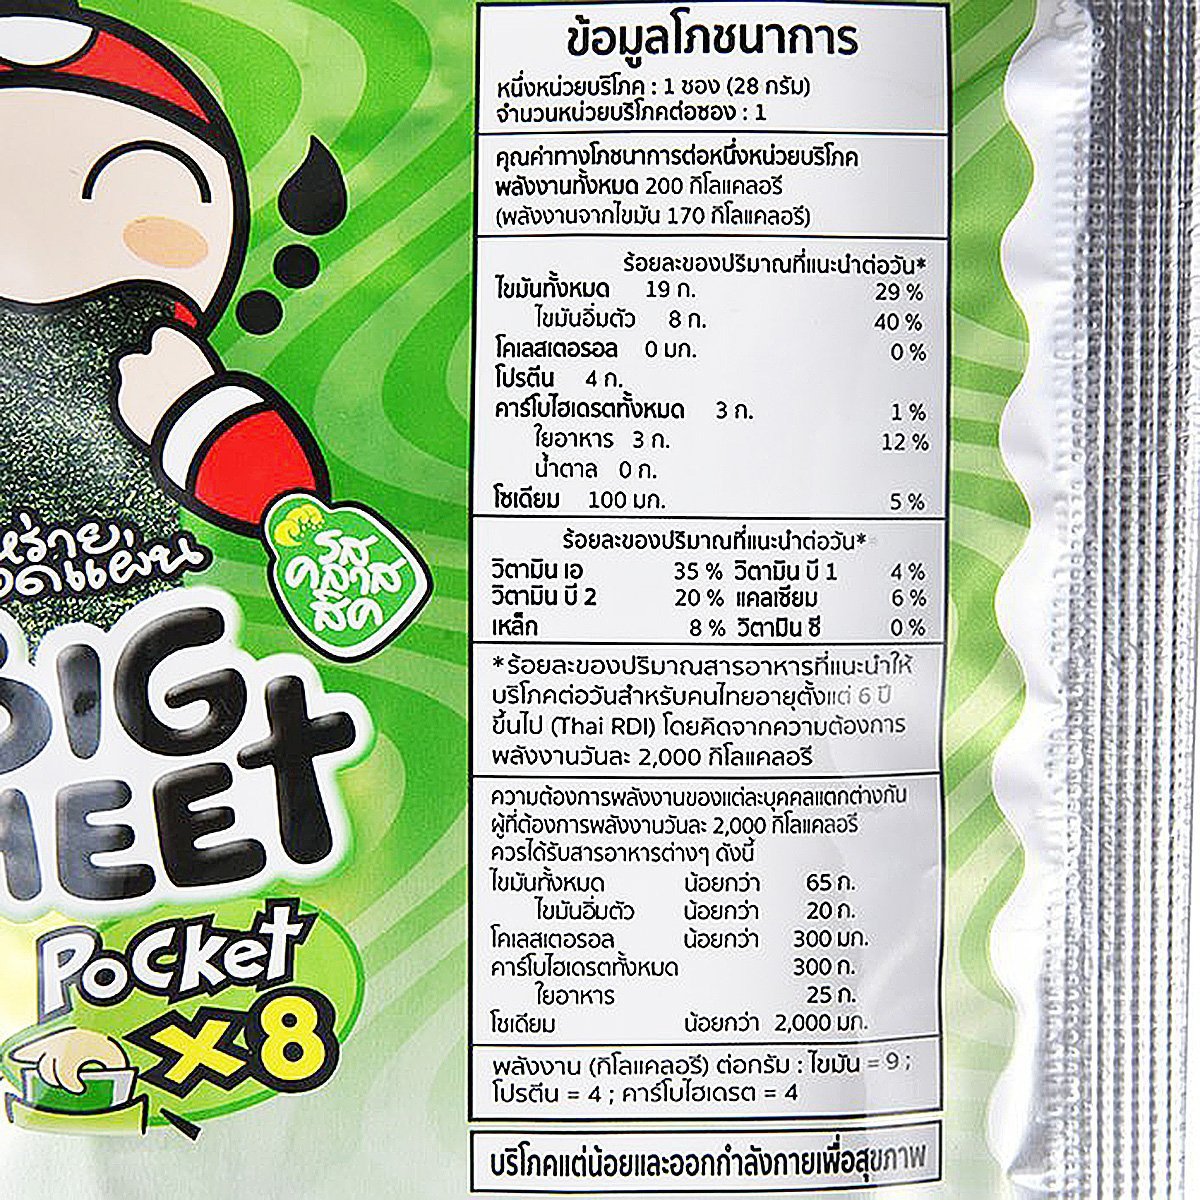 ข้อมูลโภชนาการ
หนึ่งหน่วยบริโภค : 1 ซอง (28 กรัม)
จำนวนหน่วยบริโภคต่อซอง : 1
คุณค่าทางโภชนาการต่อหนึ่งหน่วยบริโภค
พลังงานทั้งหมด 200 กิโลแคลอรี
(พลังงานจากไขมัน 170 กิโลแคลอรี)
ร้อยละของปริมาณที่แนะนำต่อวัน*
ไขมันทั้งหมด 19 ก. 29 %
ไขมันอิ่มตัว 8 ก. 40 %
โคเลสเตอรอล 0 มก. 0 %
โปรตีน 4 ก.
คาร์โบไฮเดรตทั้งหมด 3 ก. 1 %
ใยอาหาร 3 ก. 12 %
น้ำตาล 0 ก.
โซเดียม 100 มก. 5 %
ร้อยละของปริมาณที่แนะนำต่อวัน*
วิตามิน เอ 35 % วิตามิน บี 1 4 %
วิตามิน บี 2 20 % แคลเซียม 6 %
เหล็ก 8 % วิตามิน ซี 0 %
*ร้อยละของปริมาณสารอาหารที่แนะนำให้
บริโภคต่อวันสำหรับคนไทยอายุตั้งแต่ 6 ปี
ขึ้นไป (Thai RDI) โดยคิดจากความต้องการ
พลังงานวันละ 2,000 กิโลแคลอรี
ความต้องการพลังงานของแต่ละบุคคลแตกต่างกัน
ผู้ที่ต้องการพลังงานวันละ 2,000 กิโลแคลอรี
ควรได้รับสารอาหารต่างๆ ดังนี้
ไขมันทั้งหมด น้อยกว่า 65 ก.
ไขมันอิ่มตัว น้อยกว่า 20 ก.
โคเลสเตอรอล น้อยกว่า 300 มก.
คาร์โบไฮเดรตทั้งหมด 300 ก.
ใยอาหาร 25 ก.
โซเดียม น้อยกว่า 2,000 มก.
พลังงาน (กิโลแคลอรี) ต่อกรัม : ไขมัน = 9 ;
โปรตีน = 4 ; คาร์โบไฮเดรต = 4
บริโภคแต่น้อยและออกกำลังกายเพื่อสุขภาพ
รส
คลาส
สิค
BIG
HEET
POCKET
x8